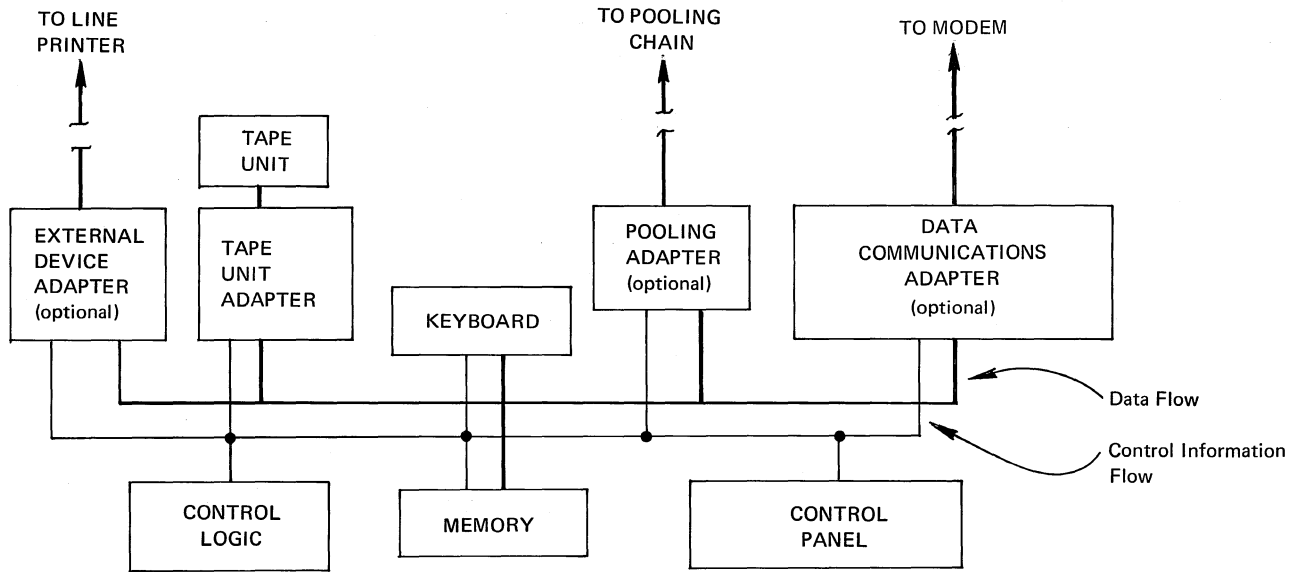 TO LINE
PRINTER
TO POOLING
CHAIN
TO MODEM
TAPE
UNIT
EXTERNAL
DEVICE
ADAPTER
(optional)
TAPE
UNIT
ADAPTER
KEYBOARD
POOLING
ADAPTER
(optional)
DATA
COMMUNICATIONS
ADAPTER
(optional)
Data Flow
Control Information
Flow
CONTROL
LOGIC
MEMORY
CONTROL
PANEL